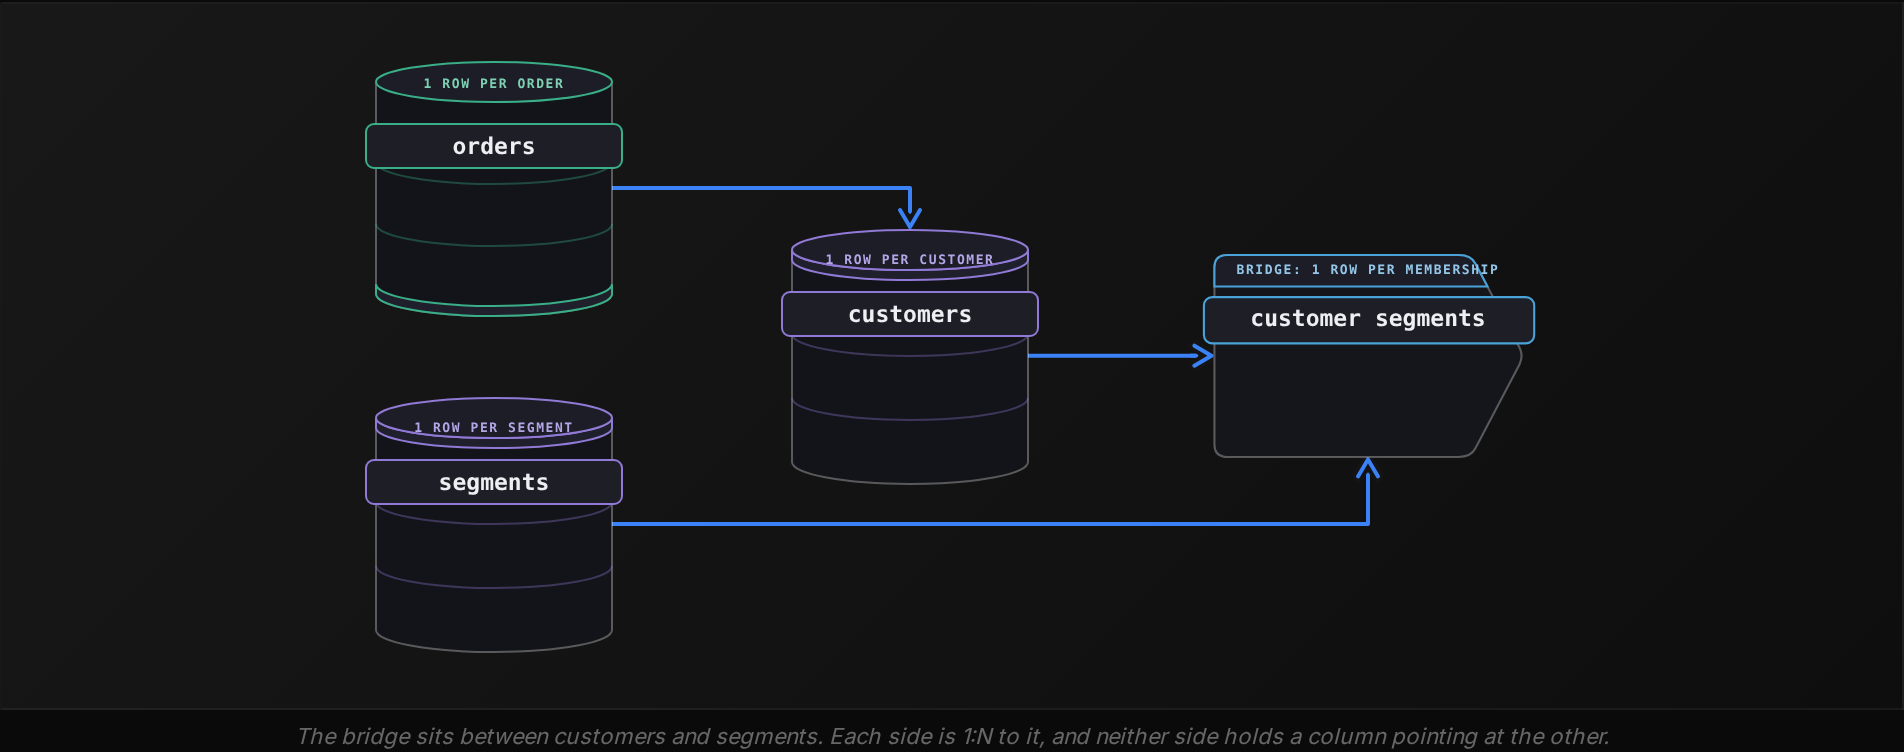 1 ROW PER ORDER
orders
1 ROW PER CUSTOMER
customers
BRIDGE: 1 ROW PER MEMBERSHIP
customer segments
1 ROW PER SEGMENT
segments
The bridge sits between customers and segments. Each side is 1:N to it, and neither side holds a column pointing at the other.